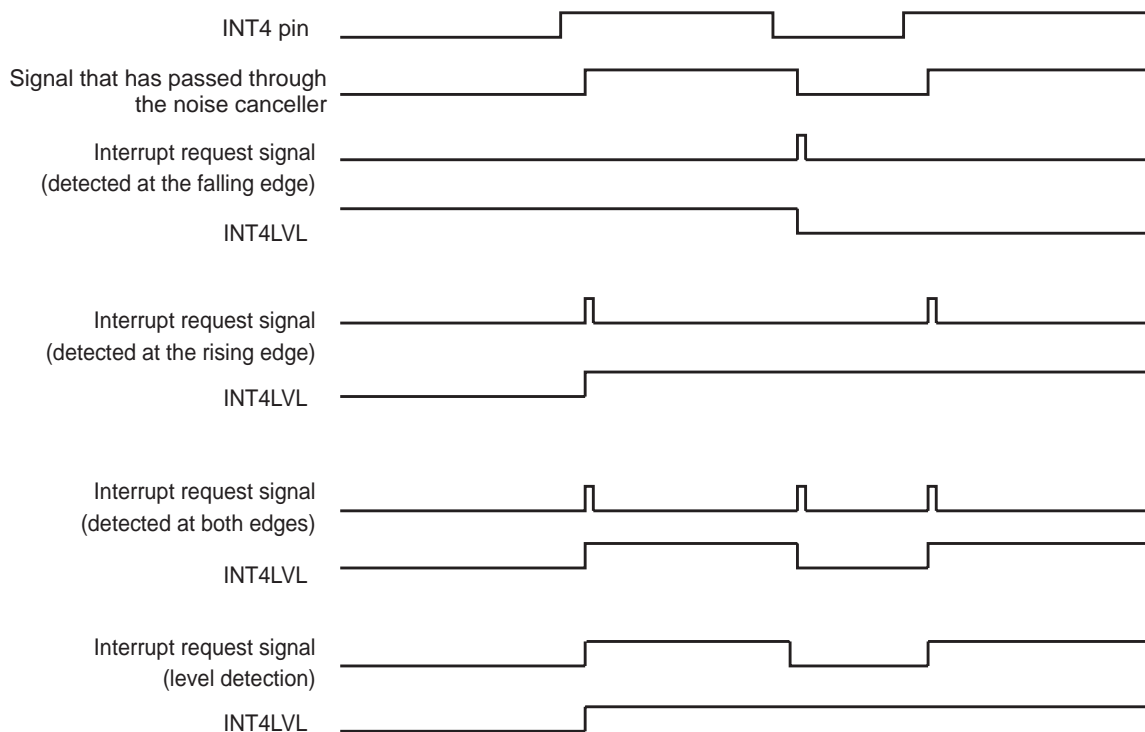 INT4 pin
Signal that has passed through
the noise canceller
Interrupt request signal
(detected at the falling edge)
INT4LVL
Interrupt request signal
(detected at the rising edge)
INT4LVL
Interrupt request signal
(detected at both edges)
INT4LVL
Interrupt request signal
(level detection)
INT4LVL